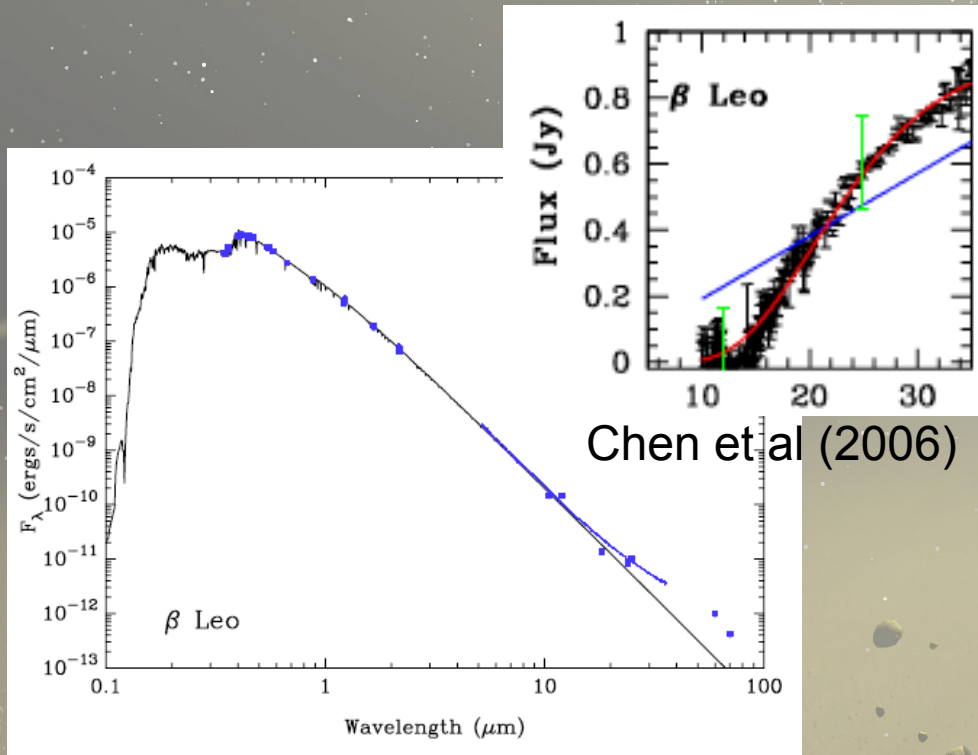 1
0.8
0.6
0.4
0.2
0
Flux (Jy)
β Leo
10 20 30
Chen et al (2006)
10⁻⁴
10⁻⁵
10⁻⁶
10⁻⁷
10⁻⁸
10⁻⁹
10⁻¹⁰
10⁻¹¹
10⁻¹²
10⁻¹³
F_λ (ergs/s/cm²/μm)
β Leo
0.1 1 10 100
Wavelength (μm)